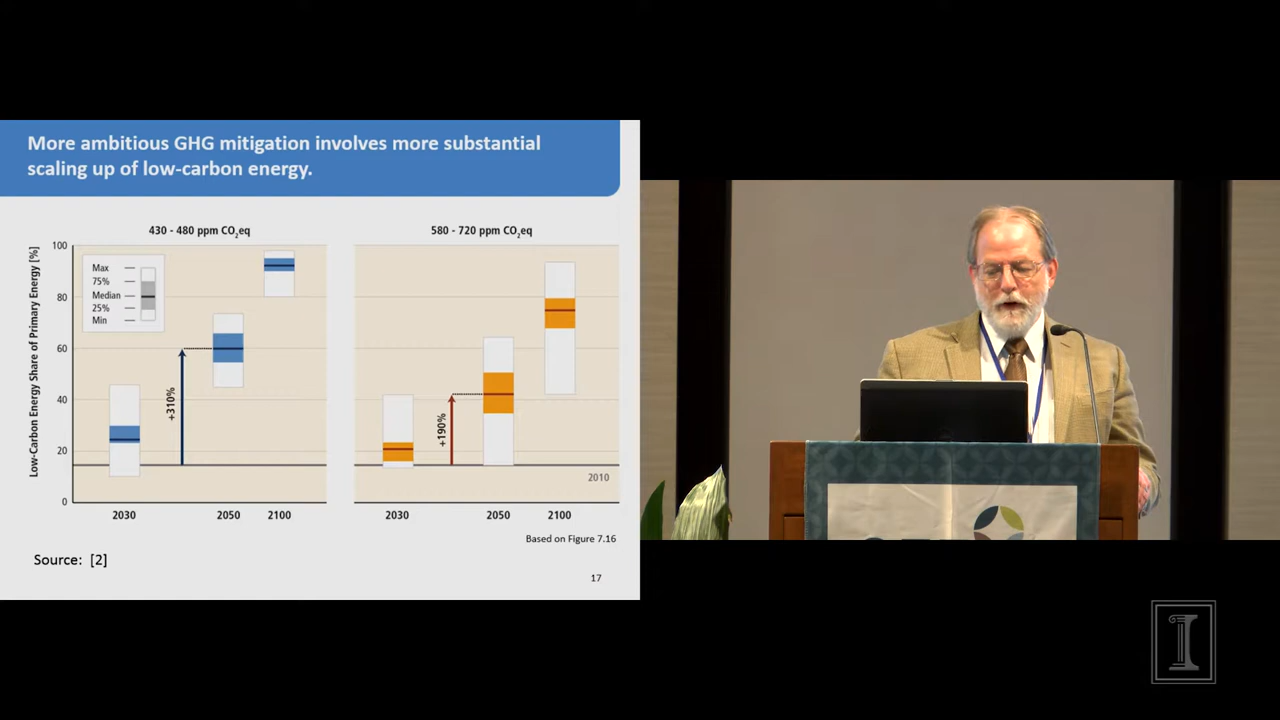 More ambitious GHG mitigation involves more substantial
scaling up of low-carbon energy.
430 - 480 ppm CO2eq
580 - 720 ppm CO2eq
Low-Carbon Energy Share of Primary Energy [%]
100
80
60
40
20
0
Max
75%
Median
25%
Min
+310%
+190%
2010
2030
2050
2100
2030
2050
2100
Based on Figure 7.16
Source: [2]
17
I